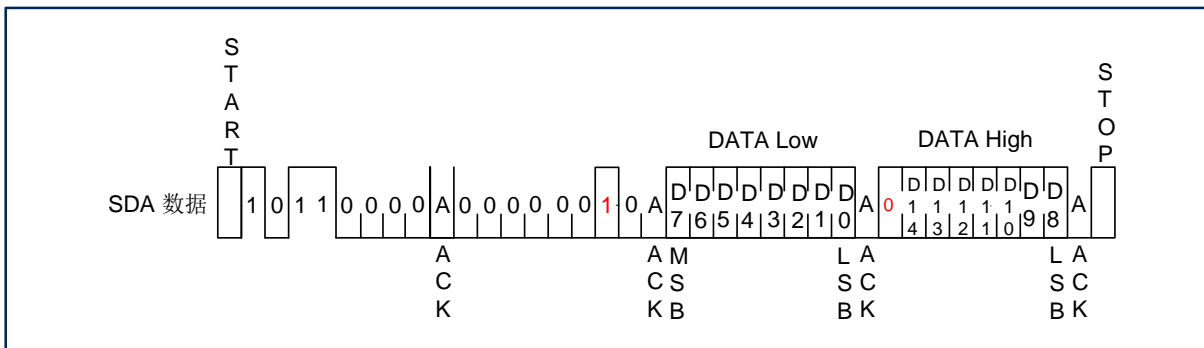 START
STOP
DATA Low
DATA High
SDA 数据 1 0 1 1 0 0 0 0 A 0 0 0 0 0 0 1 0 A D7 D6 D5 D4 D3 D2 D1 D0 A 0 D14 D13 D12 D11 D10 D9 D8 A
ACK
ACK
MSB
LSB
ACK
LSB
ACK